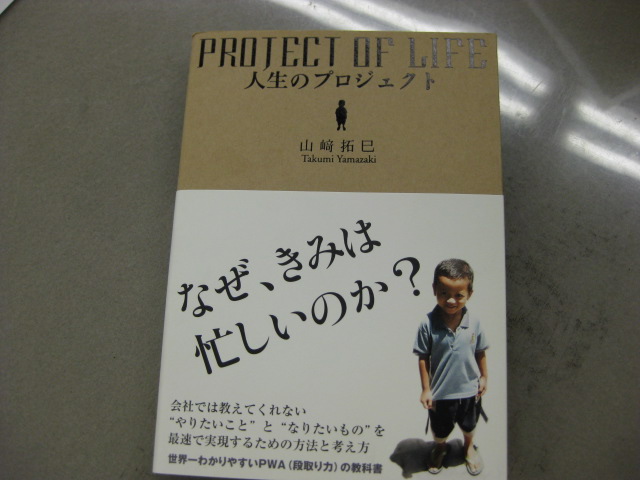 PROJECT OF LIFE
人生のプロジェクト
山﨑拓巳
Takumi Yamazaki
なぜ、きみは
忙しいのか?
会社では教えてくれない
“やりたいこと”と“なりたいもの”を
最速で実現するための方法と考え方
世界一わかりやすいPWA(段取り力)の教科書